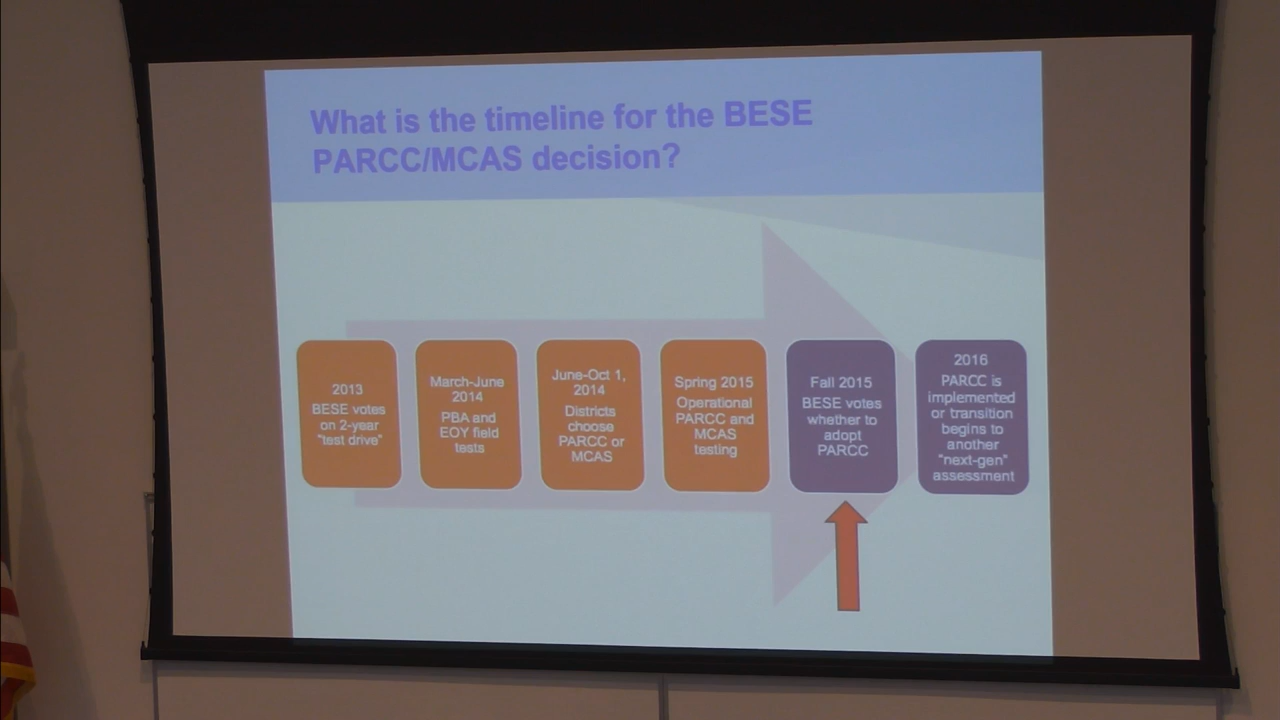 What is the timeline for the BESE
PARCC/MCAS decision?
2013
BESE votes
on 2-year
"test drive"
March-June
2014
PBA and
EOY field
tests
June-Oct 1,
2014
Districts
choose
PARCC or
MCAS
Spring 2015
Operational
PARCC and
MCAS
testing
Fall 2015
BESE votes
whether to
adopt
PARCC
2016
PARCC is
implemented
or transition
begins to
another
"next-gen"
assessment